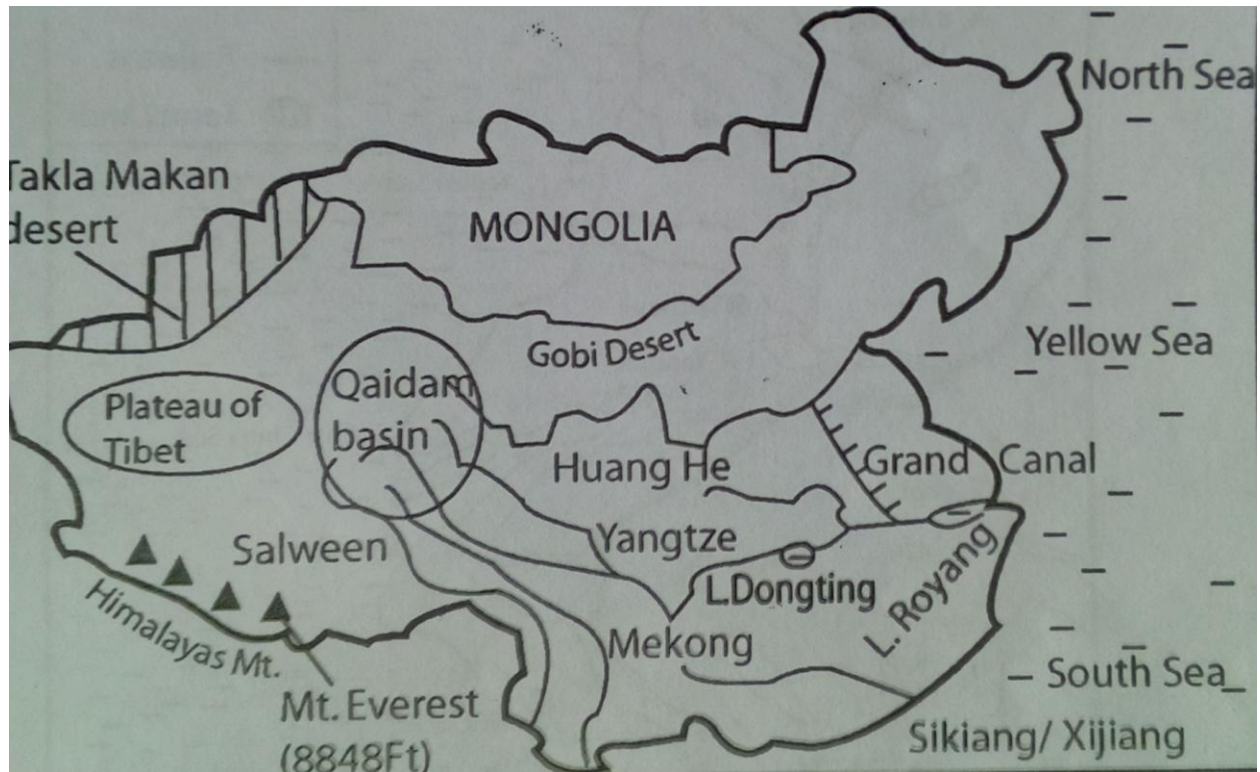 North Sea
Takla Makan
desert
MONGOLIA
Gobi Desert
Yellow Sea
Qaidam
basin
Plateau of
Tibet
Huang He
Grand Canal
Salween
Yangtze
L.Dongting
L. Royang
Himalayas Mt.
Mekong
South Sea
Mt. Everest
(8848Ft)
Sikiang/ Xijiang